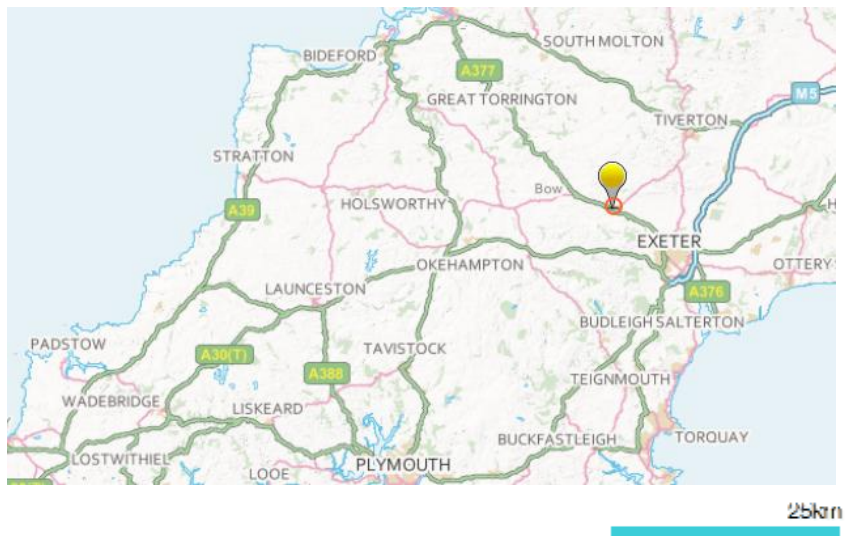 SOUTH MOLTON
BIDEFORD
A377
M5
GREAT TORRINGTON
TIVERTON
STRATTON
Bow
A39
HOLSWORTHY
H
EXETER
OKEHAMPTON
OTTERY
LAUNCESTON
A376
BUDLEIGH SALTERTON
PADSTOW
A30(T)
TAVISTOCK
A388
TEIGNMOUTH
WADEBRIDGE
LISKEARD
BUCKFASTLEIGH
TORQUAY
LOSTWITHIEL
PLYMOUTH
LOOE
25km